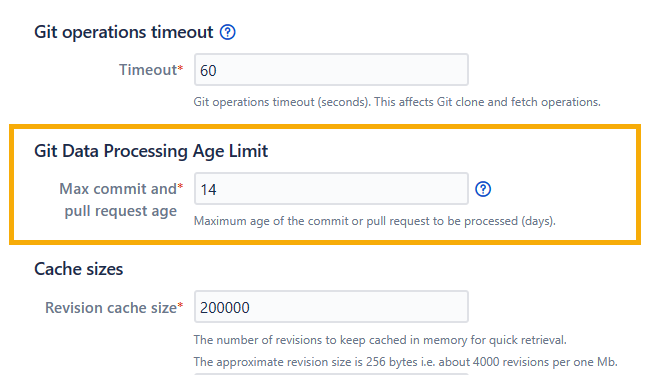 Git operations timeout ?
Timeout* 60
Git operations timeout (seconds). This affects Git clone and fetch operations.
Git Data Processing Age Limit
Max commit and* 14 ?
pull request age
Maximum age of the commit or pull request to be processed (days).
Cache sizes
Revision cache size* 200000
The number of revisions to keep cached in memory for quick retrieval.
The approximate revision size is 256 bytes i.e. about 4000 revisions per one Mb.